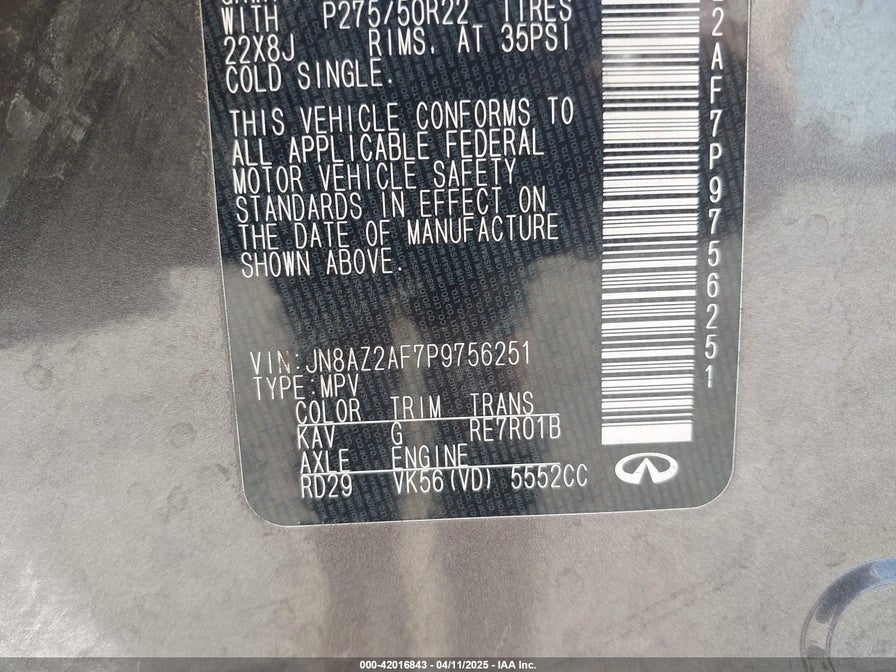 WITH P275/50R22 TIRES
22X8J RIMS. AT 35PSI
COLD SINGLE.
THIS VEHICLE CONFORMS TO
ALL APPLICABLE FEDERAL
MOTOR VEHICLE SAFETY
STANDARDS IN EFFECT ON
THE DATE OF MANUFACTURE
SHOWN ABOVE.
VIN:JN8AZ2AF7P9756251
TYPE:MPV
COLOR TRIM TRANS
KAV G RE7R01B
AXLE ENGINE
RD29 VK56(VD) 5552CC
2AF7P9756251
000-42016843 - 04/11/2025 - IAA Inc.